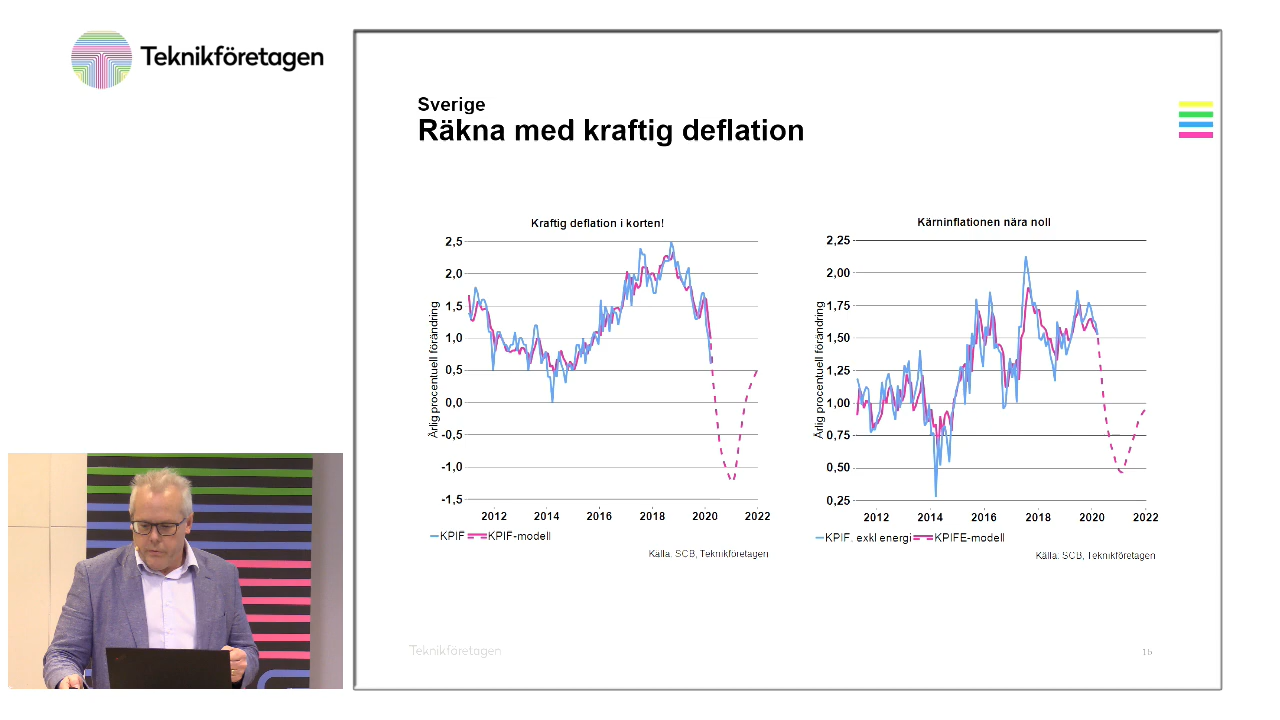 Teknikföretagen
Sverige
Räkna med kraftig deflation
Kraftig deflation i korten!
2,5
2,0
1,5
1,0
0,5
0,0
-0,5
-1,0
-1,5
Årlig procentuell förändring
2012 2014 2016 2018 2020 2022
KPIF KPIF-modell
Källa: SCB, Teknikföretagen
Kärninflationen nära noll
2,25
2,00
1,75
1,50
1,25
1,00
0,75
0,50
0,25
Årlig procentuell förändring
2012 2014 2016 2018 2020 2022
KPIF. exkl energi KPIFE-modell
Källa: SCB, Teknikföretagen
Teknikföretagen
16